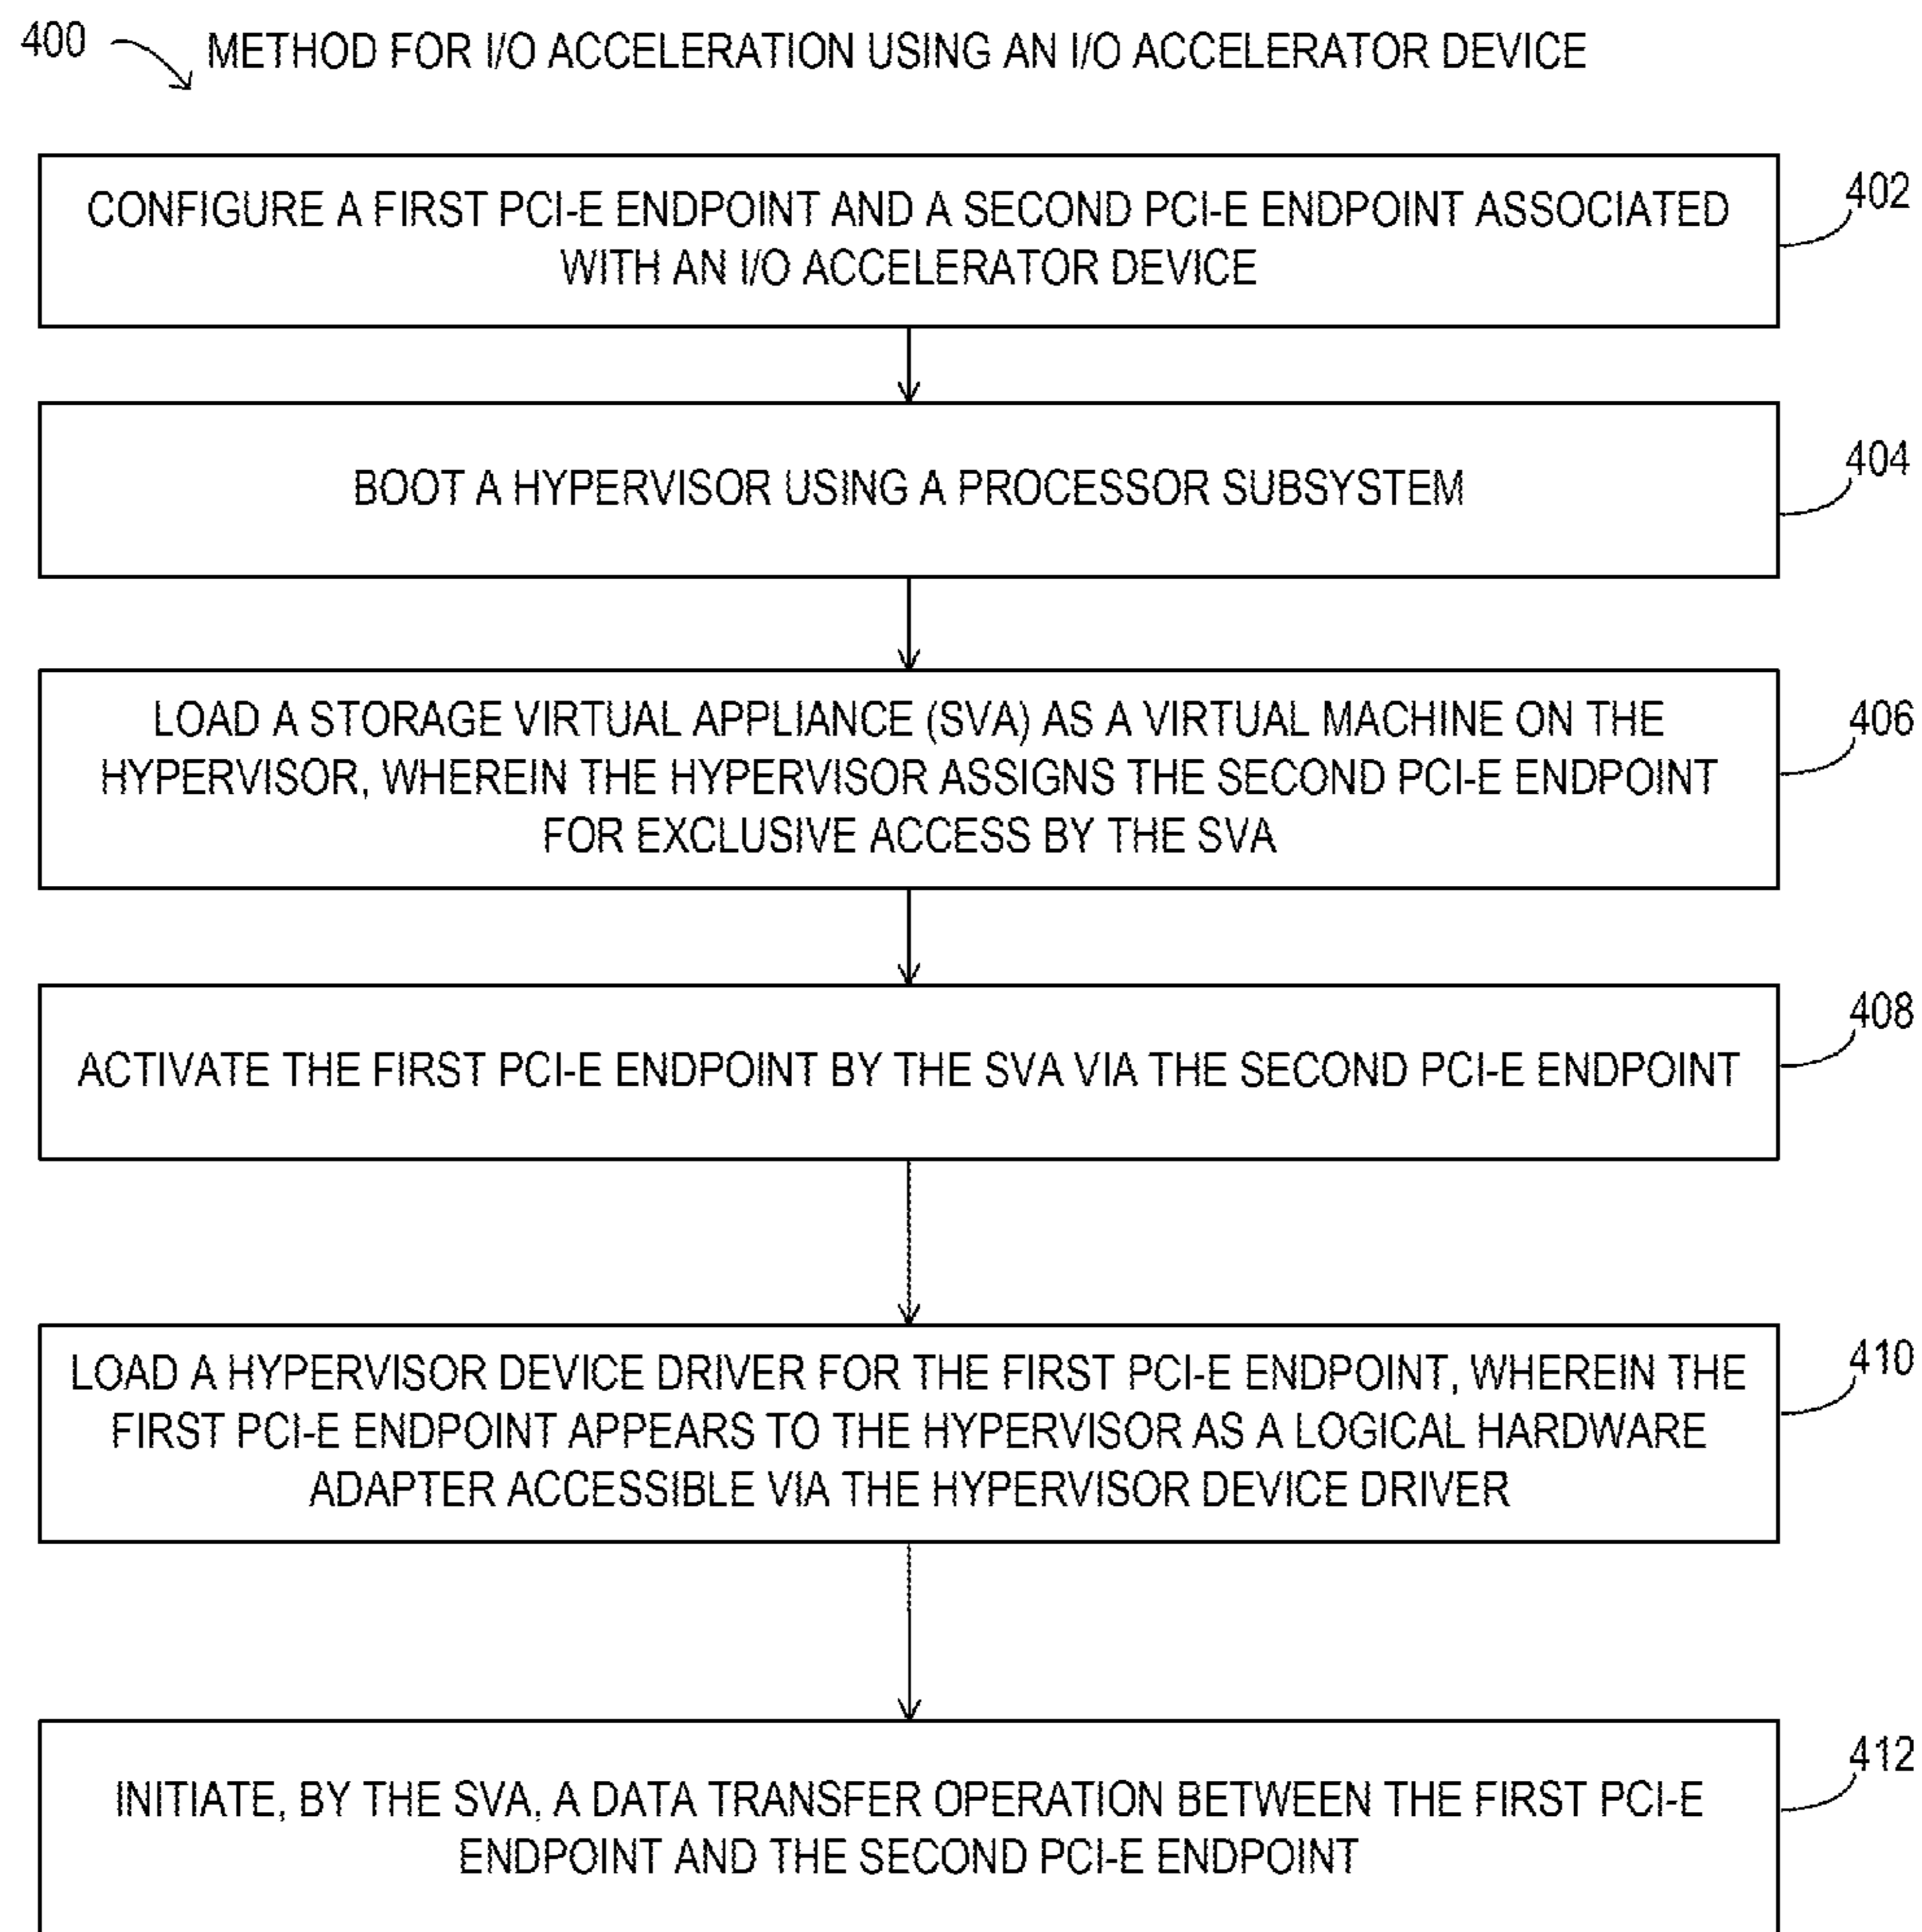 400
METHOD FOR I/O ACCELERATION USING AN I/O ACCELERATOR DEVICE
CONFIGURE A FIRST PCI-E ENDPOINT AND A SECOND PCI-E ENDPOINT ASSOCIATED
WITH AN I/O ACCELERATOR DEVICE
402
BOOT A HYPERVISOR USING A PROCESSOR SUBSYSTEM
404
LOAD A STORAGE VIRTUAL APPLIANCE (SVA) AS A VIRTUAL MACHINE ON THE
HYPERVISOR, WHEREIN THE HYPERVISOR ASSIGNS THE SECOND PCI-E ENDPOINT
FOR EXCLUSIVE ACCESS BY THE SVA
406
ACTIVATE THE FIRST PCI-E ENDPOINT BY THE SVA VIA THE SECOND PCI-E ENDPOINT
408
LOAD A HYPERVISOR DEVICE DRIVER FOR THE FIRST PCI-E ENDPOINT, WHEREIN THE
FIRST PCI-E ENDPOINT APPEARS TO THE HYPERVISOR AS A LOGICAL HARDWARE
ADAPTER ACCESSIBLE VIA THE HYPERVISOR DEVICE DRIVER
410
INITIATE, BY THE SVA, A DATA TRANSFER OPERATION BETWEEN THE FIRST PCI-E
ENDPOINT AND THE SECOND PCI-E ENDPOINT
412